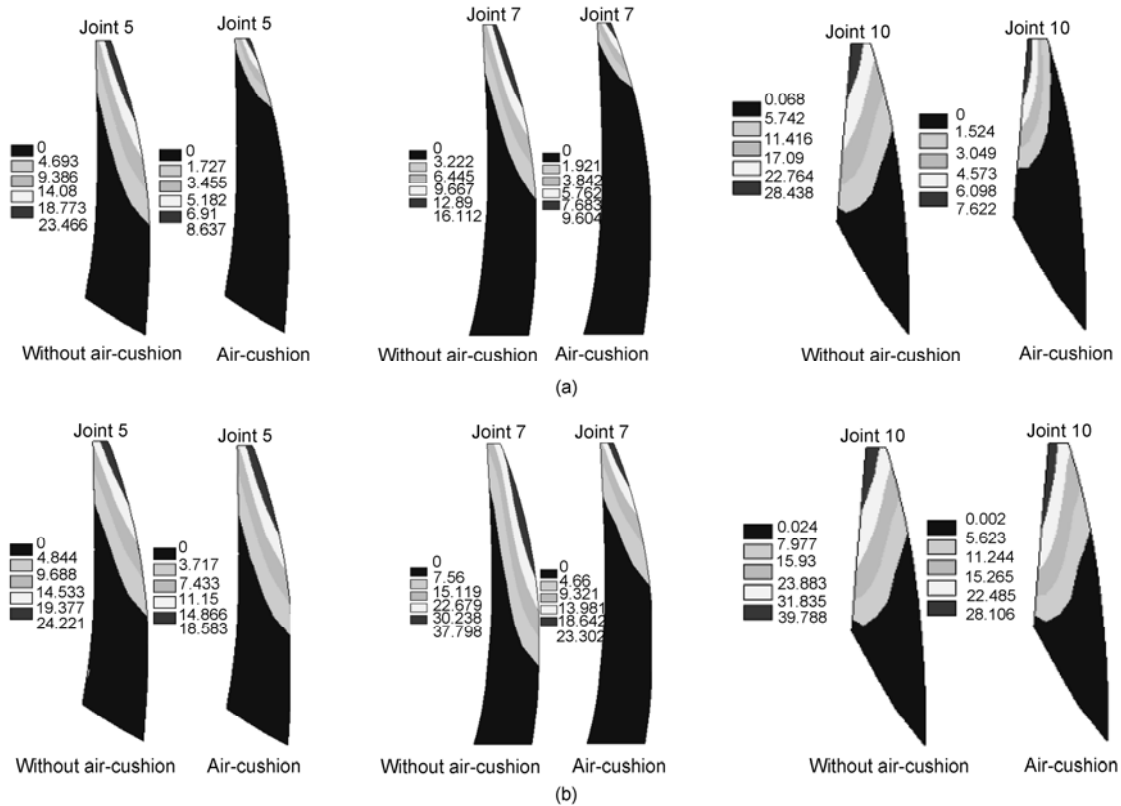 Joint 5
Joint 5
0
4.693
9.386
14.08
18.773
23.466
0
1.727
3.455
5.182
6.91
8.637
Without air-cushion
Air-cushion
Joint 7
Joint 7
0
3.222
6.445
9.667
12.89
16.112
0
1.921
3.842
5.762
7.683
9.604
Without air-cushion
Air-cushion
Joint 10
Joint 10
0.068
5.742
11.416
17.09
22.764
28.438
0
1.524
3.049
4.573
6.098
7.622
Without air-cushion
Air-cushion
(a)
Joint 5
Joint 5
0
4.844
9.688
14.533
19.377
24.221
0
3.717
7.433
11.15
14.866
18.583
Without air-cushion
Air-cushion
Joint 7
Joint 7
0
7.56
15.119
22.679
30.238
37.798
0
4.66
9.321
13.981
18.642
23.302
Without air-cushion
Air-cushion
Joint 10
Joint 10
0.024
7.977
15.93
23.883
31.835
39.788
0.002
5.623
11.244
15.265
22.485
28.106
Without air-cushion
Air-cushion
(b)